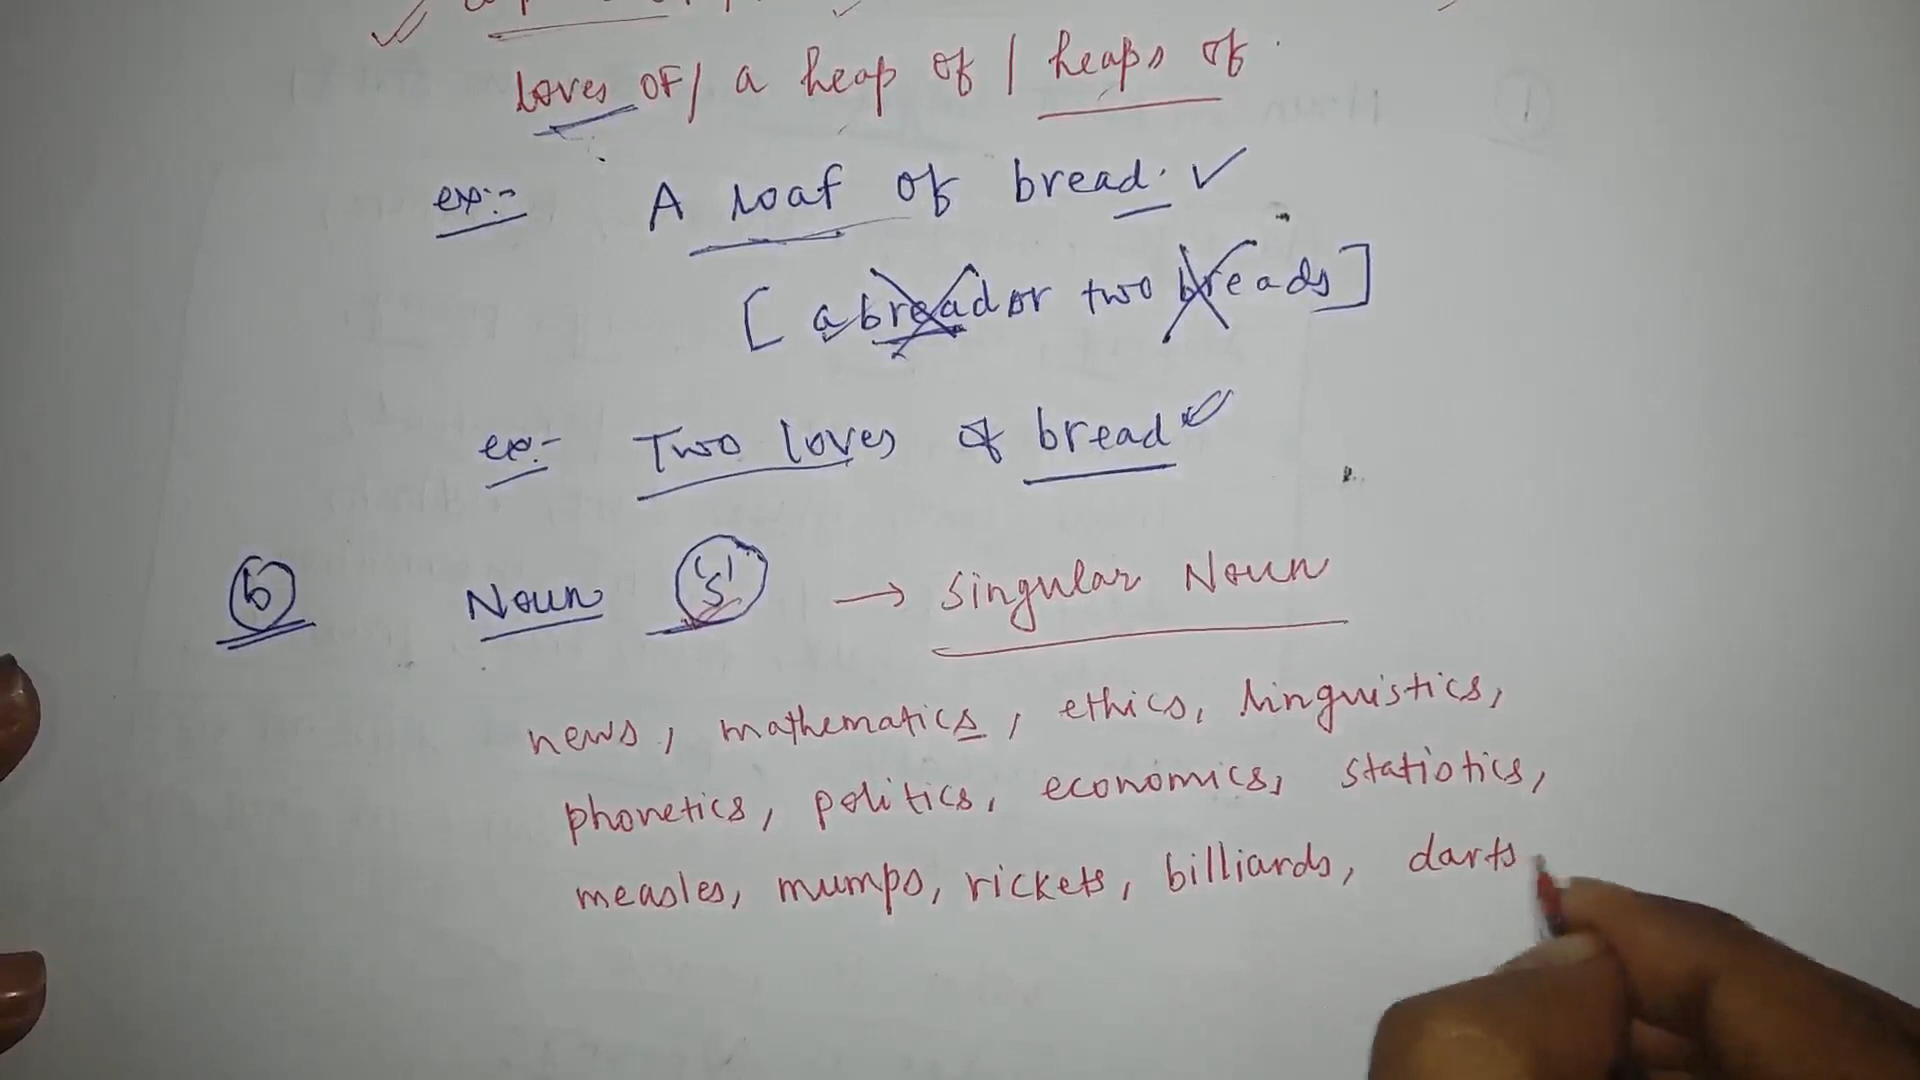 loves OF/ a heap of / heaps of
ex:- A loaf of bread. ✓
[ a bread or two breads ]
ex:- Two loves of bread ✓
6 Noun 's' → singular Noun
news, mathematics, ethics, linguistics,
phonetics, politics, economics, statistics,
measles, mumps, rickets, billiards, darts